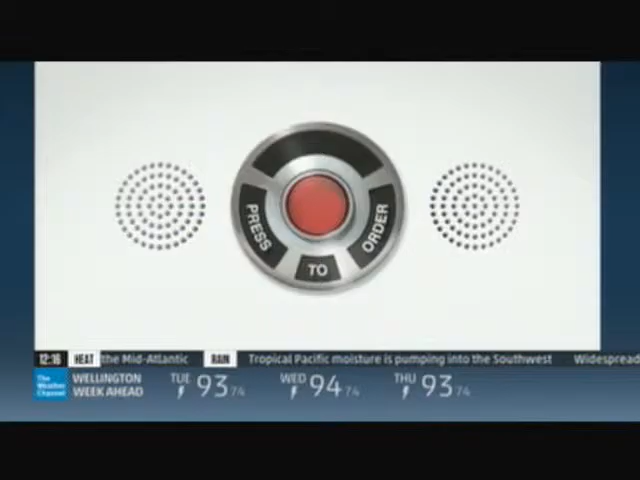 PRESS TO ORDER
12:16 HEAT the Mid-Atlantic RAIN Tropical Pacific moisture is pumping into the Southwest Widespread
The Weather Channel
WELLINGTON WEEK AHEAD
TUE 93 74
WED 94 74
THU 93 74